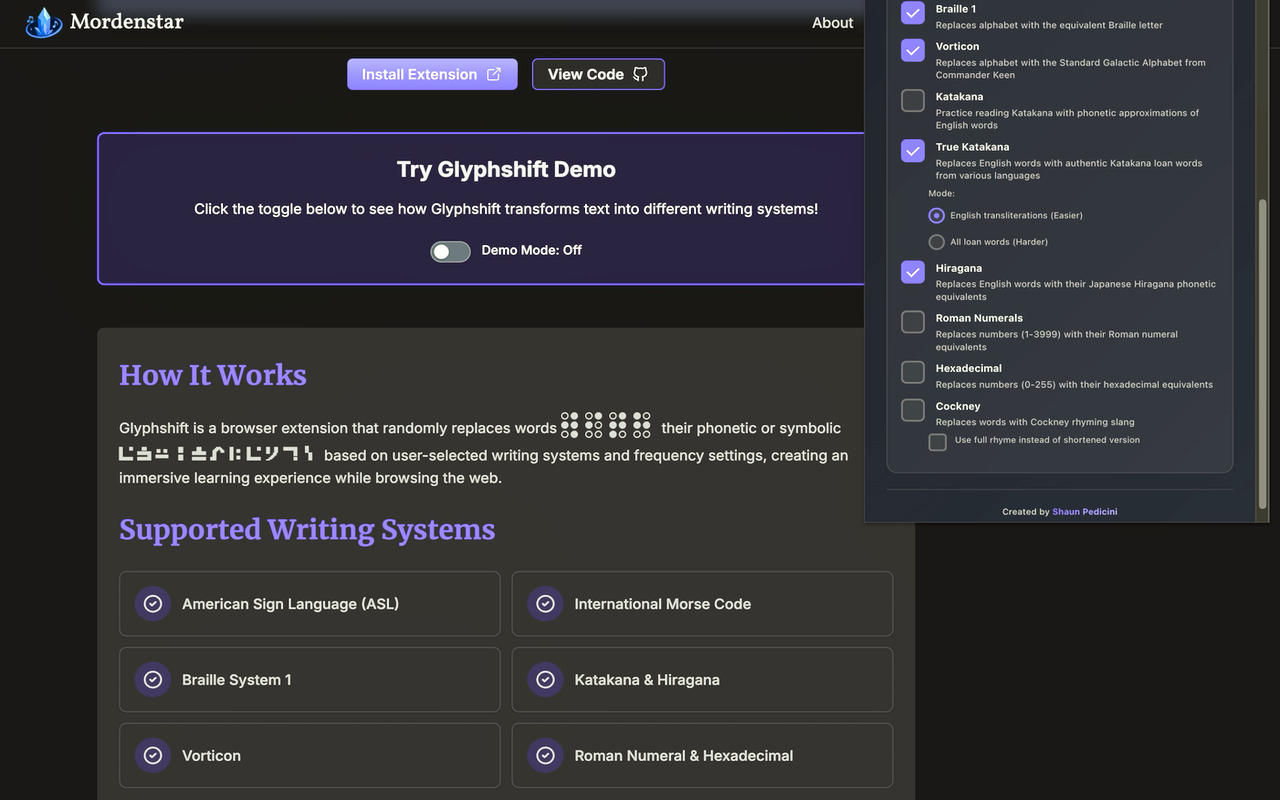 Mordenstar
About
Install Extension
View Code
Try Glyphshift Demo
Click the toggle below to see how Glyphshift transforms text into different writing systems!
Demo Mode: Off
How It Works
Glyphshift is a browser extension that randomly replaces words ⠺⠊⠞⠓ their phonetic or symbolic
based on user-selected writing systems and frequency settings, creating an
immersive learning experience while browsing the web.
Supported Writing Systems
American Sign Language (ASL)
International Morse Code
Braille System 1
Katakana & Hiragana
Vorticon
Roman Numeral & Hexadecimal
Braille 1
Replaces alphabet with the equivalent Braille letter
Vorticon
Replaces alphabet with the Standard Galactic Alphabet from
Commander Keen
Katakana
Practice reading Katakana with phonetic approximations of
English words
True Katakana
Replaces English words with authentic Katakana loan words
from various languages
Mode:
English transliterations (Easier)
All loan words (Harder)
Hiragana
Replaces English words with their Japanese Hiragana phonetic
equivalents
Roman Numerals
Replaces numbers (1-3999) with their Roman numeral
equivalents
Hexadecimal
Replaces numbers (0-255) with their hexadecimal equivalents
Cockney
Replaces words with Cockney rhyming slang
Use full rhyme instead of shortened version
Created by Shaun Pedicini